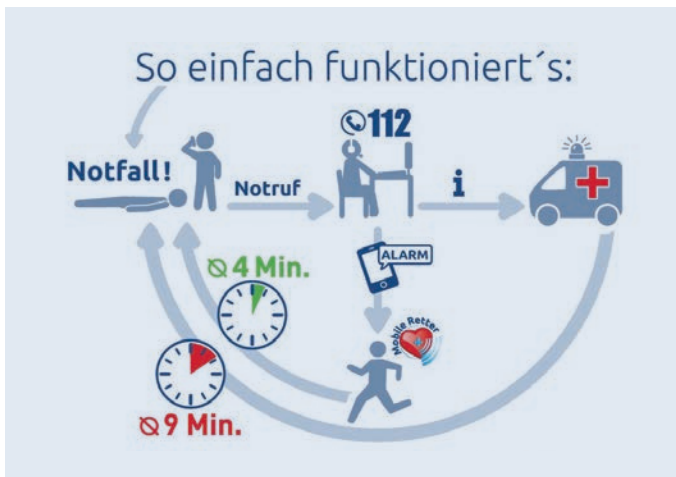 So einfach funktioniert´s:
112
Notfall!
Notruf
i
ALARM
Ø 4 Min.
Mobile Retter
Ø 9 Min.